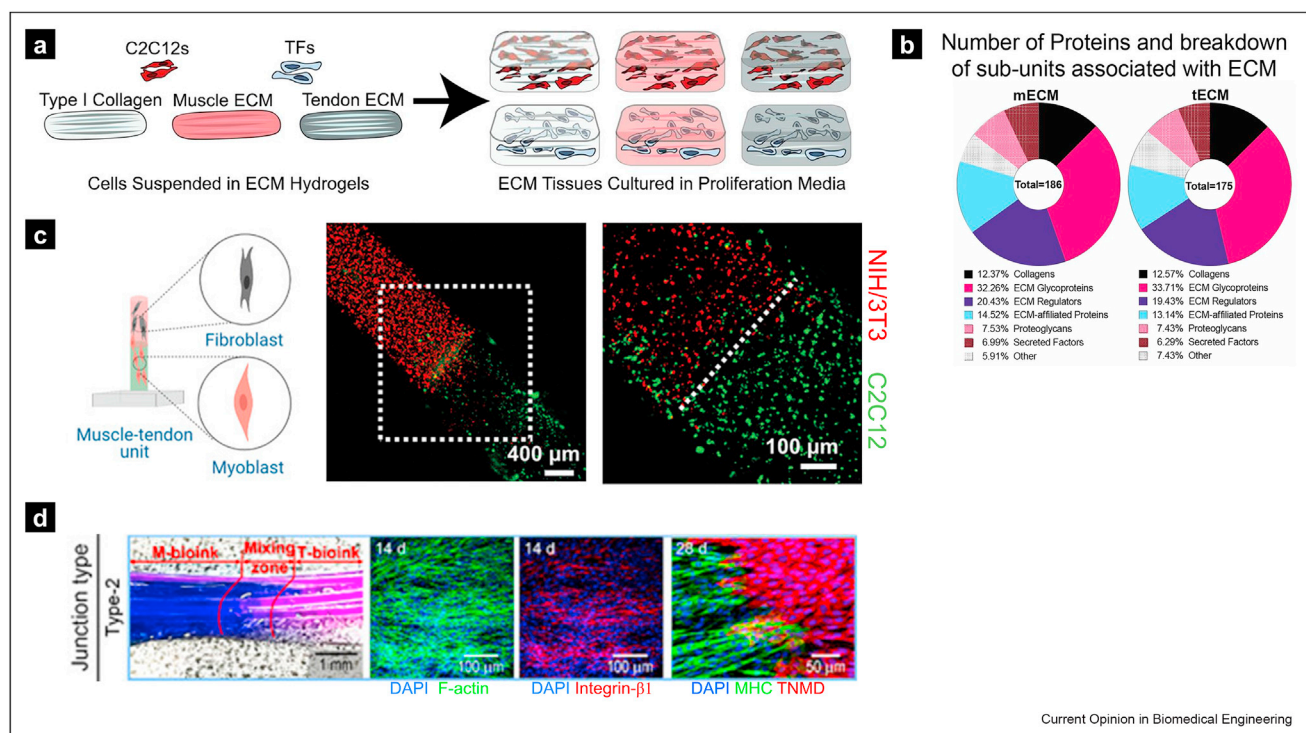 a
C2C12s
TFs
Type I Collagen
Muscle ECM
Tendon ECM
Cells Suspended in ECM Hydrogels
ECM Tissues Cultured in Proliferation Media
b
Number of Proteins and breakdown
of sub-units associated with ECM
mECM
tECM
Total=186
Total=175
12.37% Collagens
32.26% ECM Glycoproteins
20.43% ECM Regulators
14.52% ECM-affiliated Proteins
7.53% Proteoglycans
6.99% Secreted Factors
5.91% Other
12.57% Collagens
33.71% ECM Glycoproteins
19.43% ECM Regulators
13.14% ECM-affiliated Proteins
7.43% Proteoglycans
6.29% Secreted Factors
7.43% Other
c
Fibroblast
Muscle-tendon
unit
Myoblast
400 µm
100 µm
NIH/3T3
C2C12
d
Junction type
Type-2
M-bioink
Mixing
zone
T-bioink
1 mm
14 d
100 µm
DAPI F-actin
14 d
100 µm
DAPI Integrin-β1
28 d
50 µm
DAPI MHC TNMD
Current Opinion in Biomedical Engineering